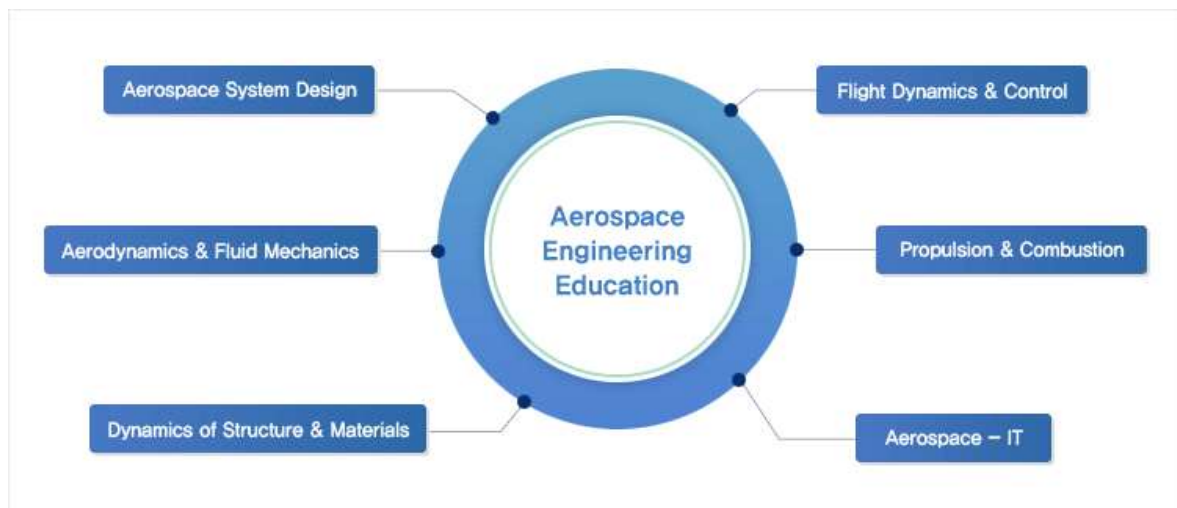 Aerospace System Design
Flight Dynamics & Control
Aerodynamics & Fluid Mechanics
Aerospace
Engineering
Education
Propulsion & Combustion
Dynamics of Structure & Materials
Aerospace - IT